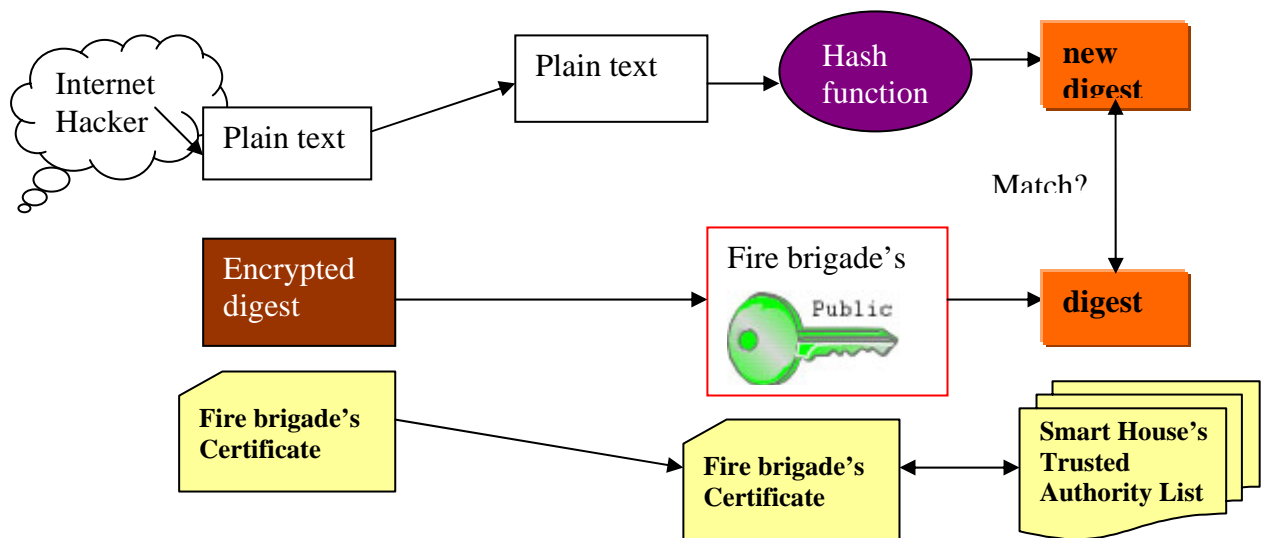 Internet
Hacker
Plain text
Plain text
Hash
function
new
digest
Match?
Encrypted
digest
Fire brigade's
Public
digest
Fire brigade's
Certificate
Fire brigade's
Certificate
Smart House's
Trusted
Authority List